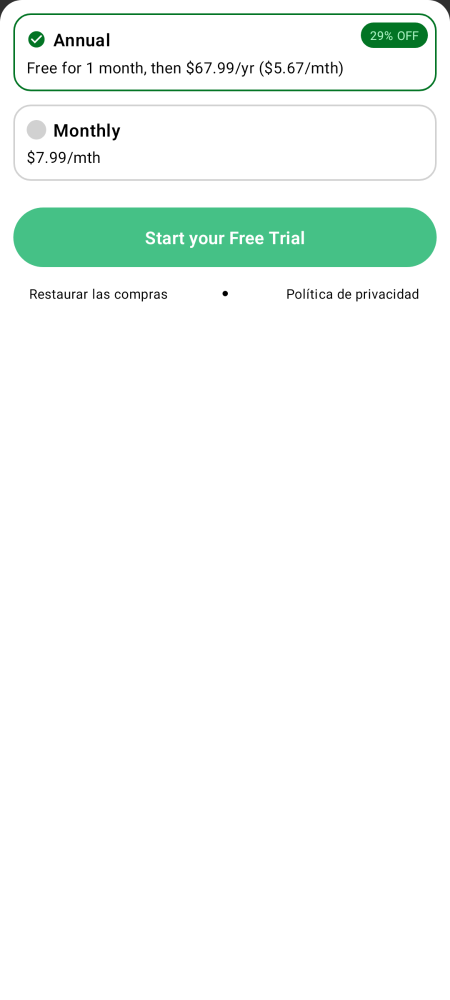 Annual
29% OFF
Free for 1 month, then $67.99/yr ($5.67/mth)
Monthly
$7.99/mth
Start your Free Trial
Restaurar las compras
•
Política de privacidad